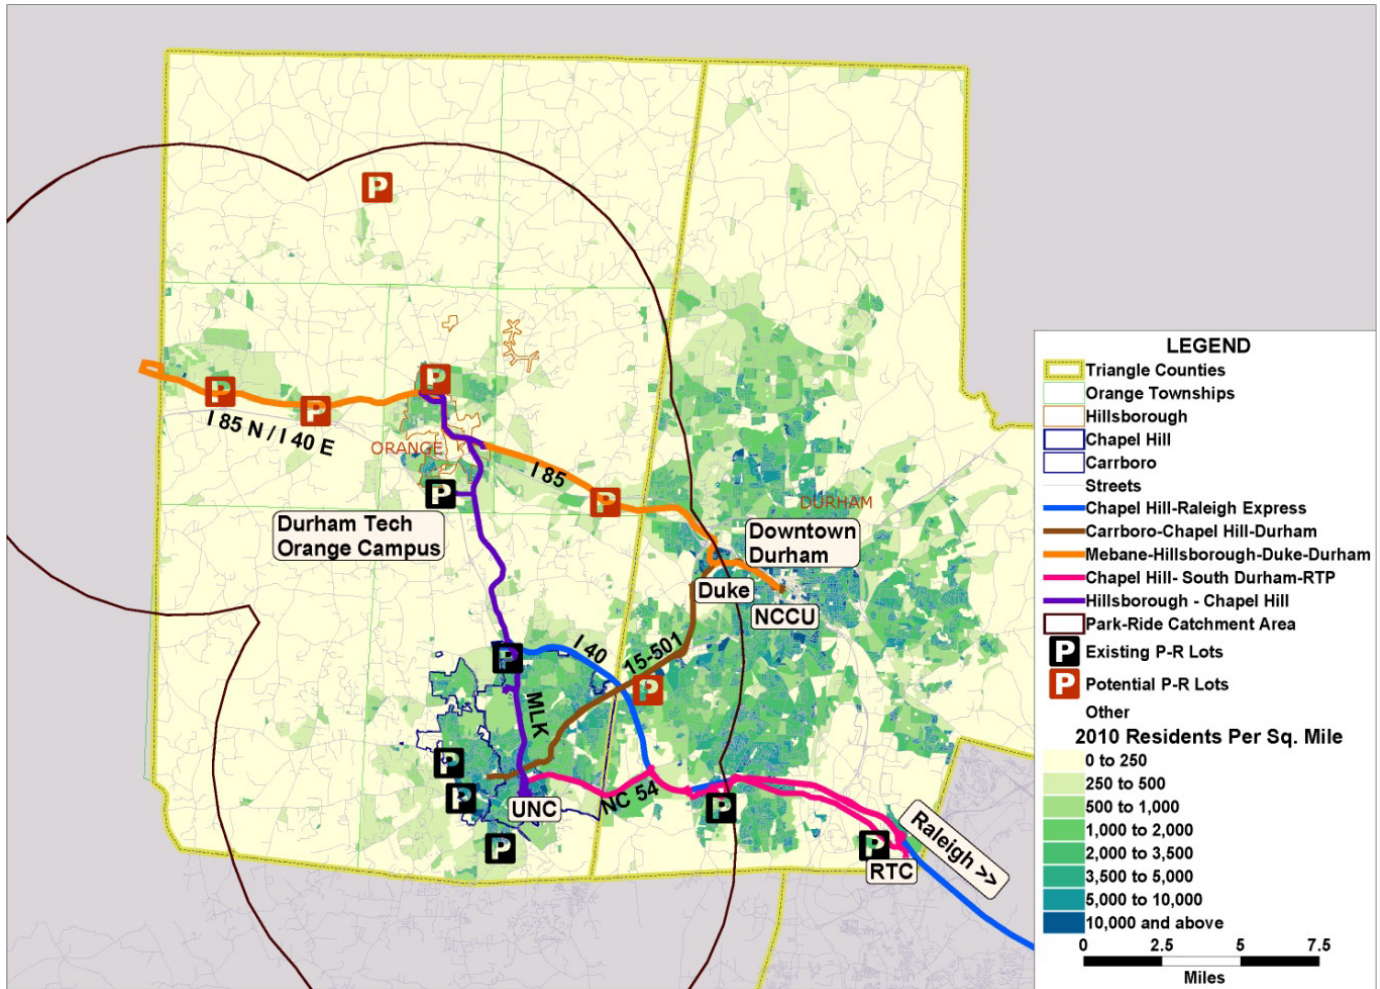 P
P
P
P
I 85 N / I 40 E
ORANGE
I 85
P
P
DURHAM
Durham Tech
Orange Campus
Downtown
Durham
Duke
NCCU
P
I 40
15-501
P
MLK
P
P
UNC
NC 54
P
P
P
RTC
Raleigh >>
LEGEND
Triangle Counties
Orange Townships
Hillsborough
Chapel Hill
Carrboro
Streets
Chapel Hill-Raleigh Express
Carrboro-Chapel Hill-Durham
Mebane-Hillsborough-Duke-Durham
Chapel Hill- South Durham-RTP
Hillsborough - Chapel Hill
Park-Ride Catchment Area
P Existing P-R Lots
P Potential P-R Lots
Other
2010 Residents Per Sq. Mile
0 to 250
250 to 500
500 to 1,000
1,000 to 2,000
2,000 to 3,500
3,500 to 5,000
5,000 to 10,000
10,000 and above
0 2.5 5 7.5
Miles